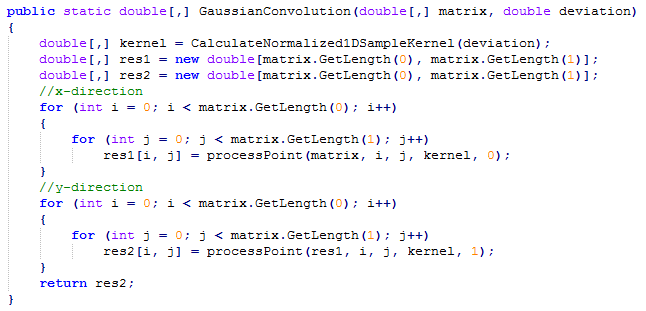 public static double[,] GaussianConvolution(double[,] matrix, double deviation)
{
    double[,] kernel = CalculateNormalized1DSampleKernel(deviation);
    double[,] res1 = new double[matrix.GetLength(0), matrix.GetLength(1)];
    double[,] res2 = new double[matrix.GetLength(0), matrix.GetLength(1)];
    //x-direction
    for (int i = 0; i < matrix.GetLength(0); i++)
    {
        for (int j = 0; j < matrix.GetLength(1); j++)
            res1[i, j] = processPoint(matrix, i, j, kernel, 0);
    }
    //y-direction
    for (int i = 0; i < matrix.GetLength(0); i++)
    {
        for (int j = 0; j < matrix.GetLength(1); j++)
            res2[i, j] = processPoint(res1, i, j, kernel, 1);
    }
    return res2;
}